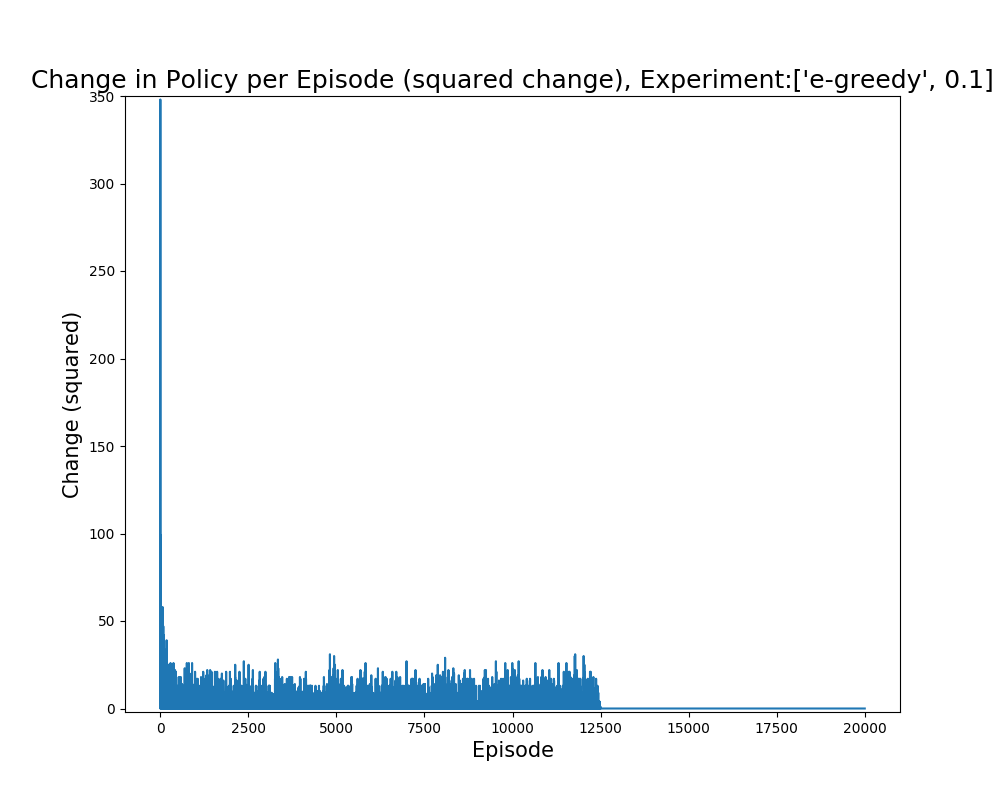 Change in Policy per Episode (squared change), Experiment:['e-greedy', 0.1]
350
300
250
200
150
100
50
0
Change (squared)
0 2500 5000 7500 10000 12500 15000 17500 20000
Episode